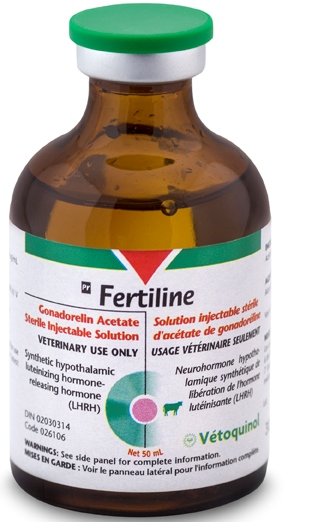 Pr Fertiline
Gonadorelin Acetate
Sterile Injectable Solution
VETERINARY USE ONLY
Synthetic hypothalamic
luteinizing hormone-
releasing hormone
(LHRH)
DIN 02030314
Code 026106
Solution injectable stérile
d'acétate de gonadoréline
USAGE VÉTÉRINAIRE SEULEMENT
Neurohormone hypotha-
lamique synthétique de
libération de l'hormone
lutéinisante (LHRH)
Net 50 mL
Vétoquinol
WARNINGS: See side panel for complete information.
MISES EN GARDE : Voir le panneau latéral pour l'information